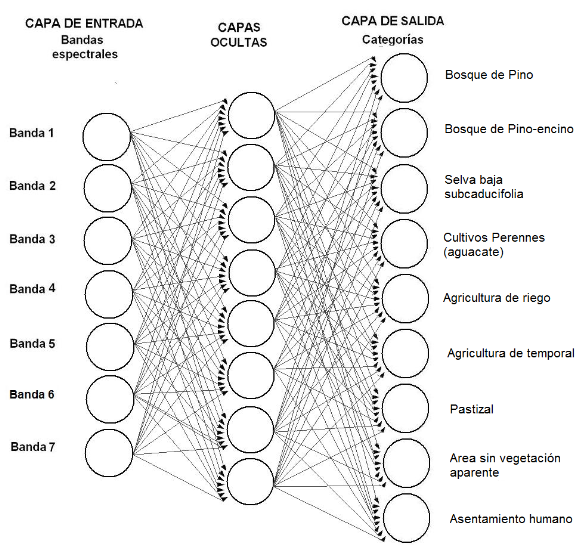 CAPA DE ENTRADA
Bandas
espectrales
CAPAS
OCULTAS
CAPA DE SALIDA
Categorías
Banda 1
Banda 2
Banda 3
Banda 4
Banda 5
Banda 6
Banda 7
Bosque de Pino
Bosque de Pino-encino
Selva baja
subcaducifolia
Cultivos Perennes
(aguacate)
Agricultura de riego
Agricultura de temporal
Pastizal
Area sin vegetación
aparente
Asentamiento humano